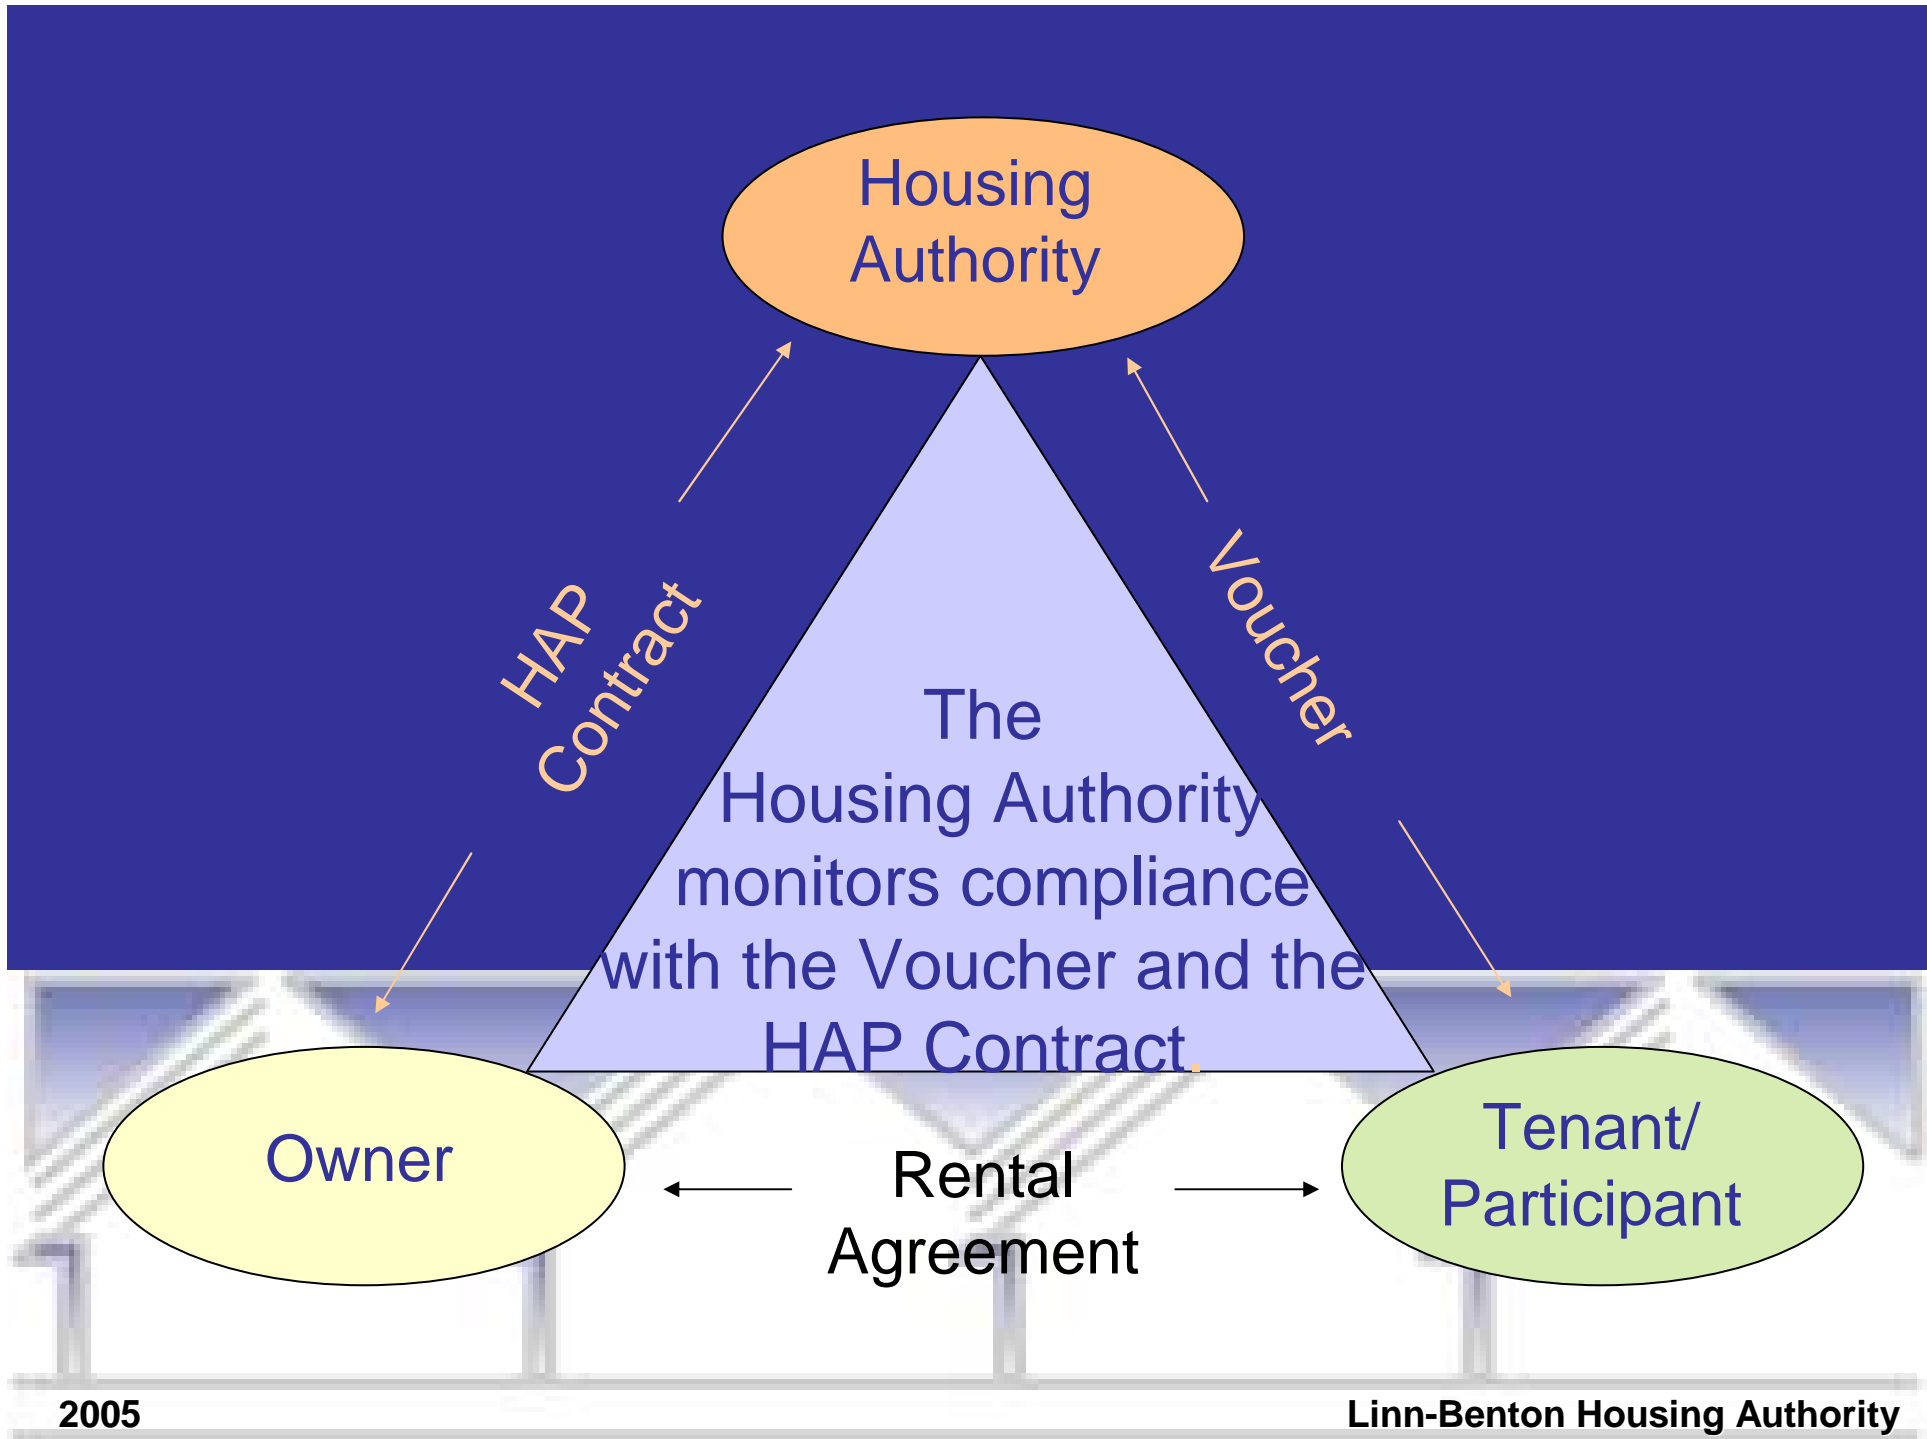 Housing
Authority
HAP
Contract
Voucher
The
Housing Authority
monitors compliance
with the Voucher and the
HAP Contract.
Owner
Rental
Agreement
Tenant/
Participant
2005
Linn-Benton Housing Authority